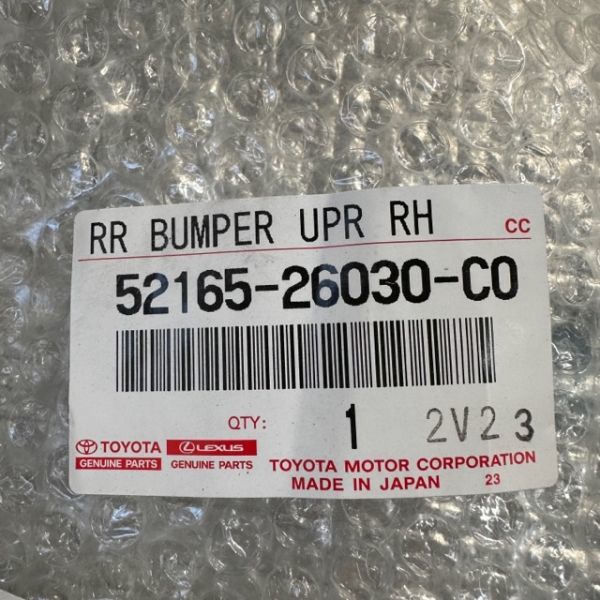 RR BUMPER UPR RH CC
52165-26030-C0
QTY: 1 2V23
TOYOTA LEXUS
GENUINE PARTS GENUINE PARTS
TOYOTA MOTOR CORPORATION
MADE IN JAPAN 23